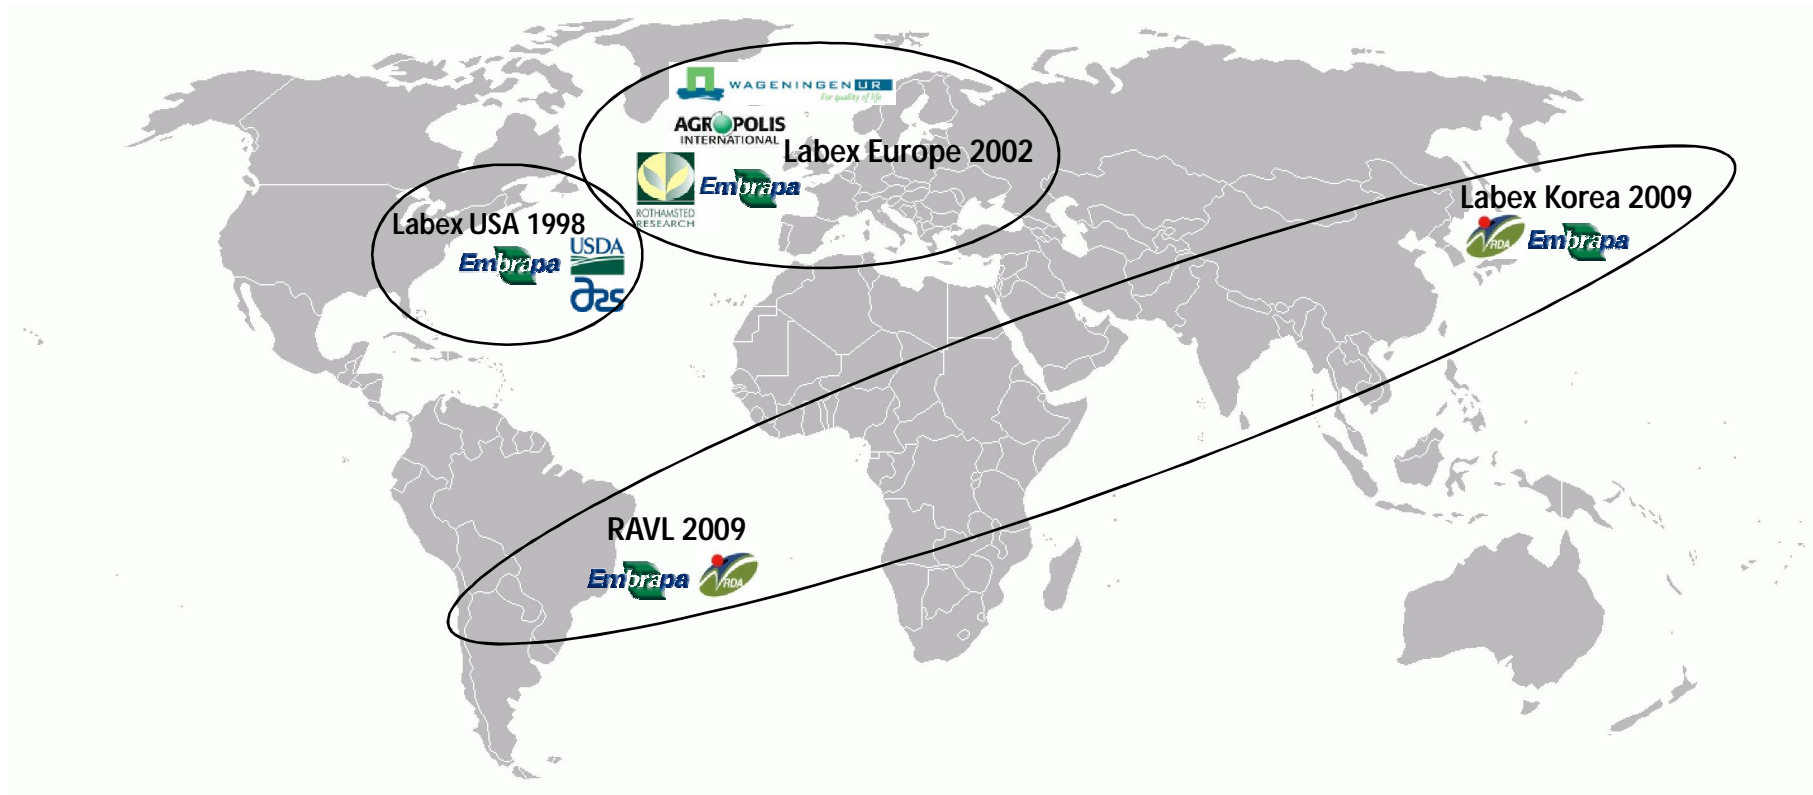 WAGENINGEN UR
For quality of life
AGROPOLIS
INTERNATIONAL
Labex Europe 2002
Embrapa
ROTHAMSTED
RESEARCH
Labex USA 1998
Embrapa
USDA
ars
Labex Korea 2009
RDA
Embrapa
RAVL 2009
Embrapa
RDA